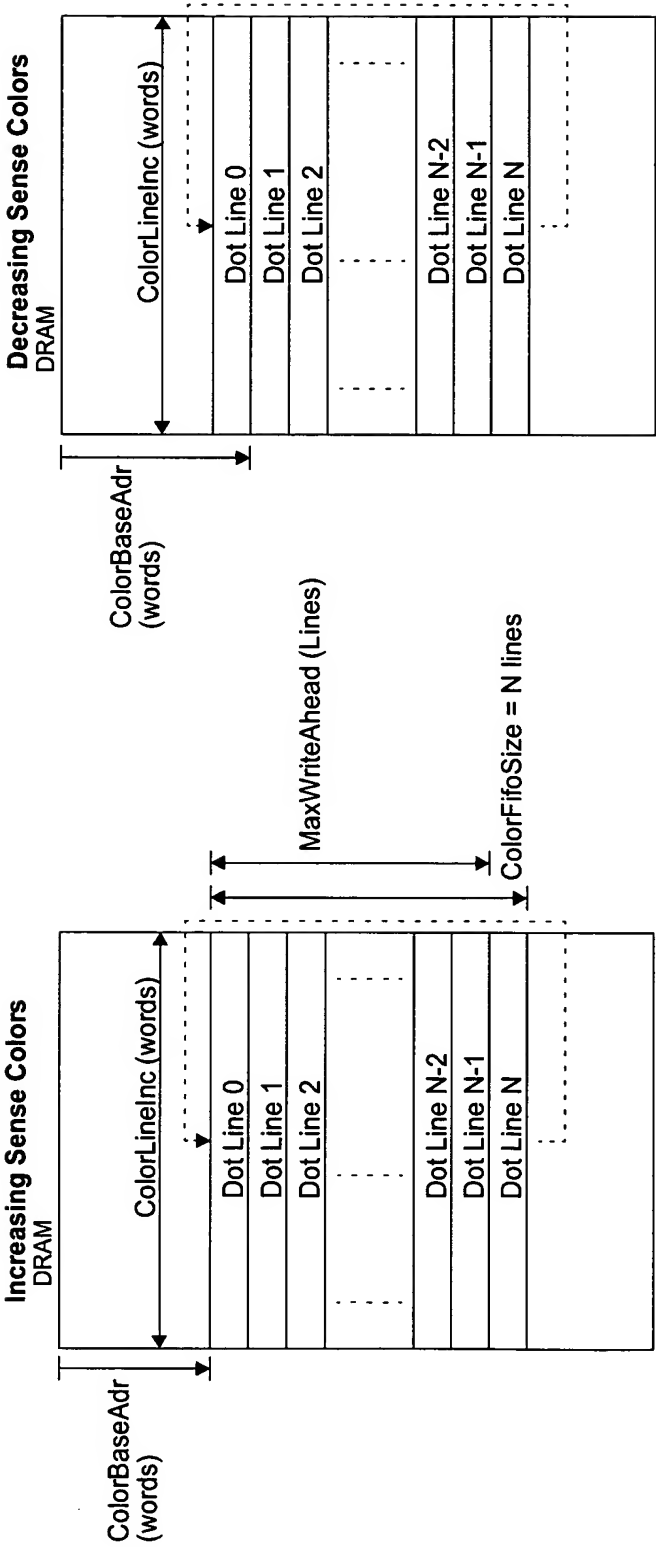 Increasing Sense Colors
DRAM
ColorBaseAdr
(words)
ColorLineInc (words)
Dot Line 0
Dot Line 1
Dot Line 2
Dot Line N-2
Dot Line N-1
Dot Line N
MaxWriteAhead (Lines)
ColorFifoSize = N lines
Decreasing Sense Colors
DRAM
ColorBaseAdr
(words)
ColorLineInc (words)
Dot Line 0
Dot Line 1
Dot Line 2
Dot Line N-2
Dot Line N-1
Dot Line N